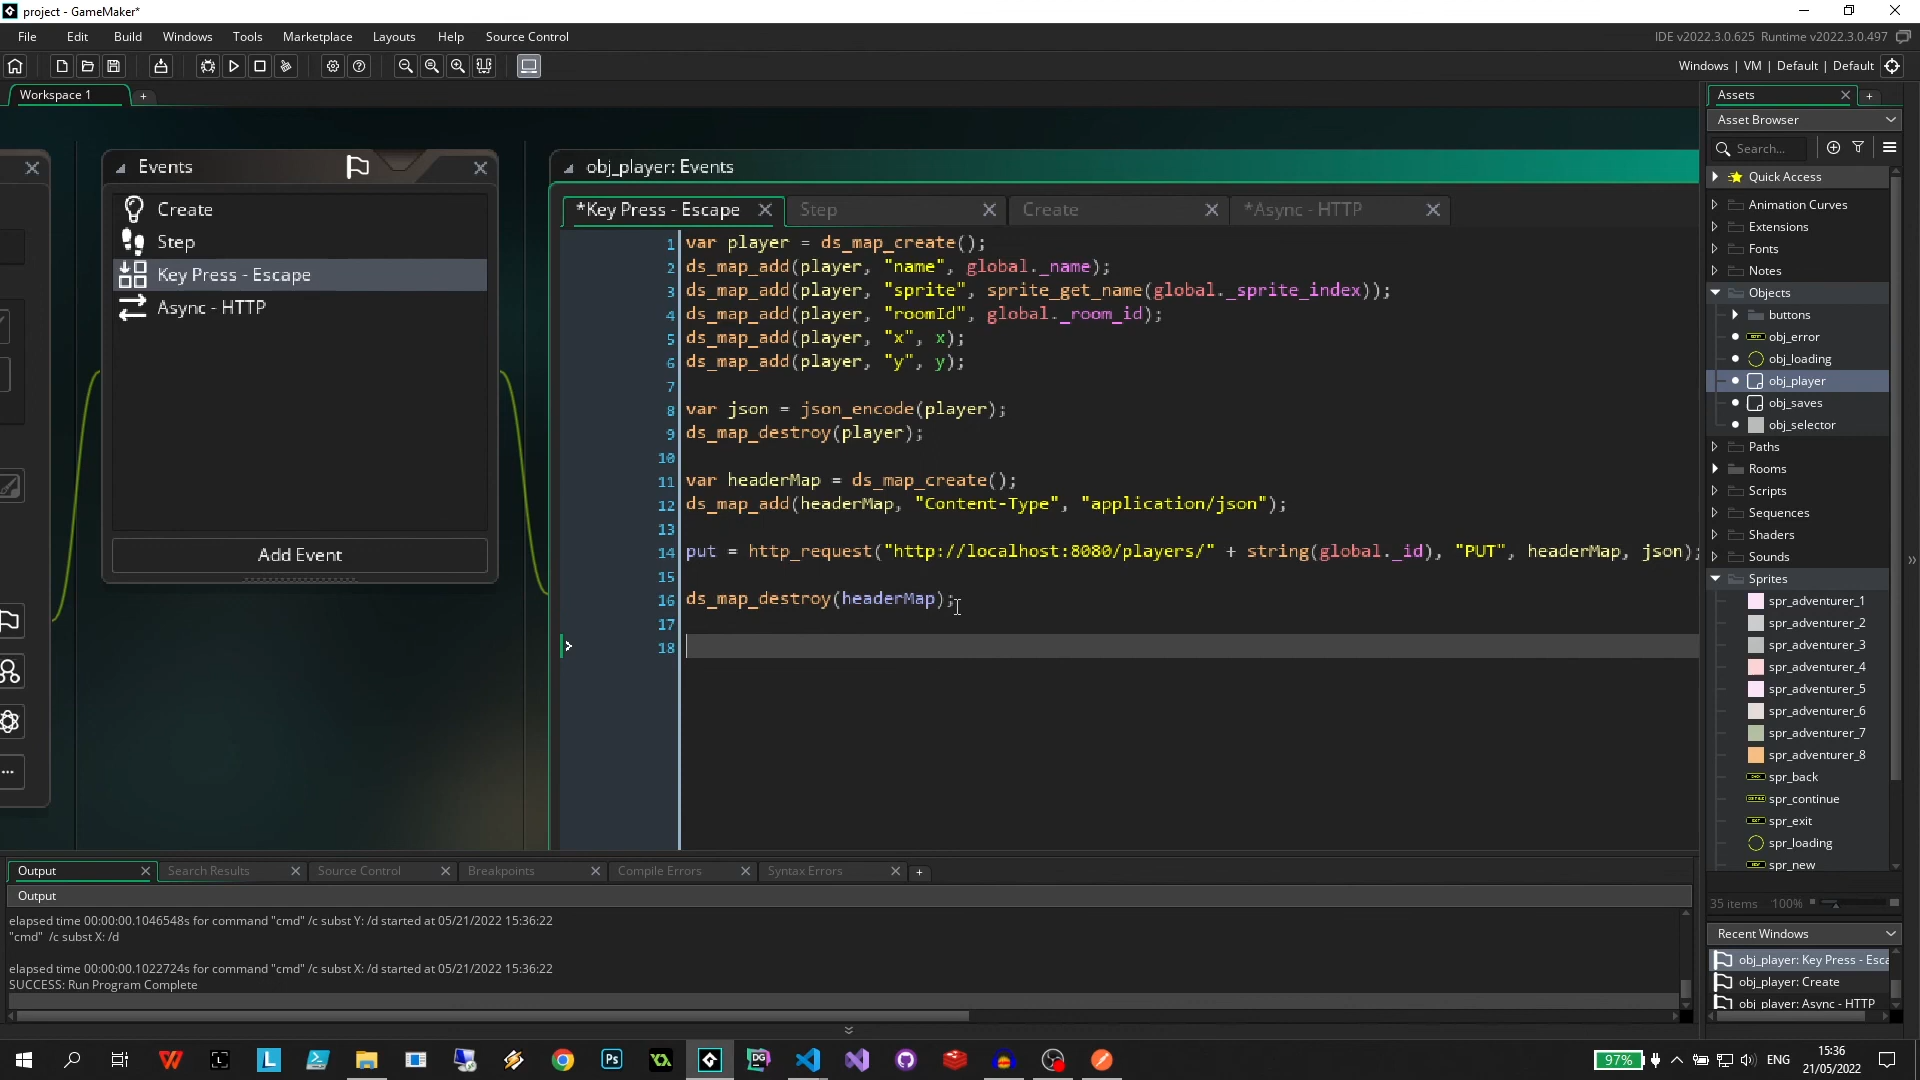 project - GameMaker*
File Edit Build Windows Tools Marketplace Layouts Help Source Control
IDE v2022.3.0.625 Runtime v2022.3.0.497
Windows | VM | Default | Default
Workspace 1 +
Events
Create
Step
Key Press - Escape
Async - HTTP
Add Event
obj_player: Events
*Key Press - Escape Step Create *Async - HTTP
1 var player = ds_map_create();
2 ds_map_add(player, "name", global._name);
3 ds_map_add(player, "sprite", sprite_get_name(global._sprite_index));
4 ds_map_add(player, "roomId", global._room_id);
5 ds_map_add(player, "x", x);
6 ds_map_add(player, "y", y);
7
8 var json = json_encode(player);
9 ds_map_destroy(player);
10
11 var headerMap = ds_map_create();
12 ds_map_add(headerMap, "Content-Type", "application/json");
13
14 put = http_request("http://localhost:8080/players/" + string(global._id), "PUT", headerMap, json);
15
16 ds_map_destroy(headerMap);
17
18
Assets +
Asset Browser
Search...
Quick Access
Animation Curves
Extensions
Fonts
Notes
Objects
buttons
obj_error
obj_loading
obj_player
obj_saves
obj_selector
Paths
Rooms
Scripts
Sequences
Shaders
Sounds
Sprites
spr_adventurer_1
spr_adventurer_2
spr_adventurer_3
spr_adventurer_4
spr_adventurer_5
spr_adventurer_6
spr_adventurer_7
spr_adventurer_8
spr_back
spr_continue
spr_exit
spr_loading
spr_new
35 items 100%
Recent Windows
obj_player: Key Press - Esca
obj_player: Create
obj_player: Async - HTTP
Output Search Results Source Control Breakpoints Compile Errors Syntax Errors +
Output
elapsed time 00:00:00.1046548s for command "cmd" /c subst Y: /d started at 05/21/2022 15:36:22
"cmd" /c subst X: /d
elapsed time 00:00:00.1022724s for command "cmd" /c subst X: /d started at 05/21/2022 15:36:22
SUCCESS: Run Program Complete
L
Ps
DG
97%
ENG
15:36
21/05/2022